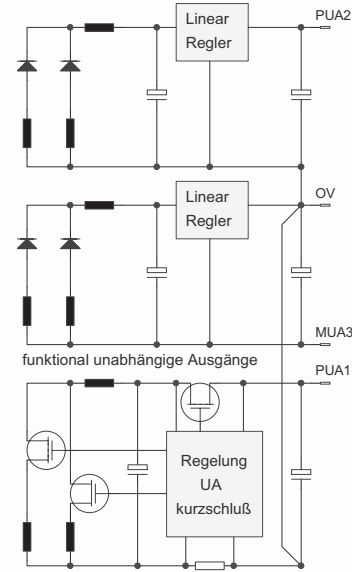 PUA2
Linear
Regler
OV
Linear
Regler
MUA3
funktional unabhängige Ausgänge
PUA1
Regelung
UA
kurzschluß